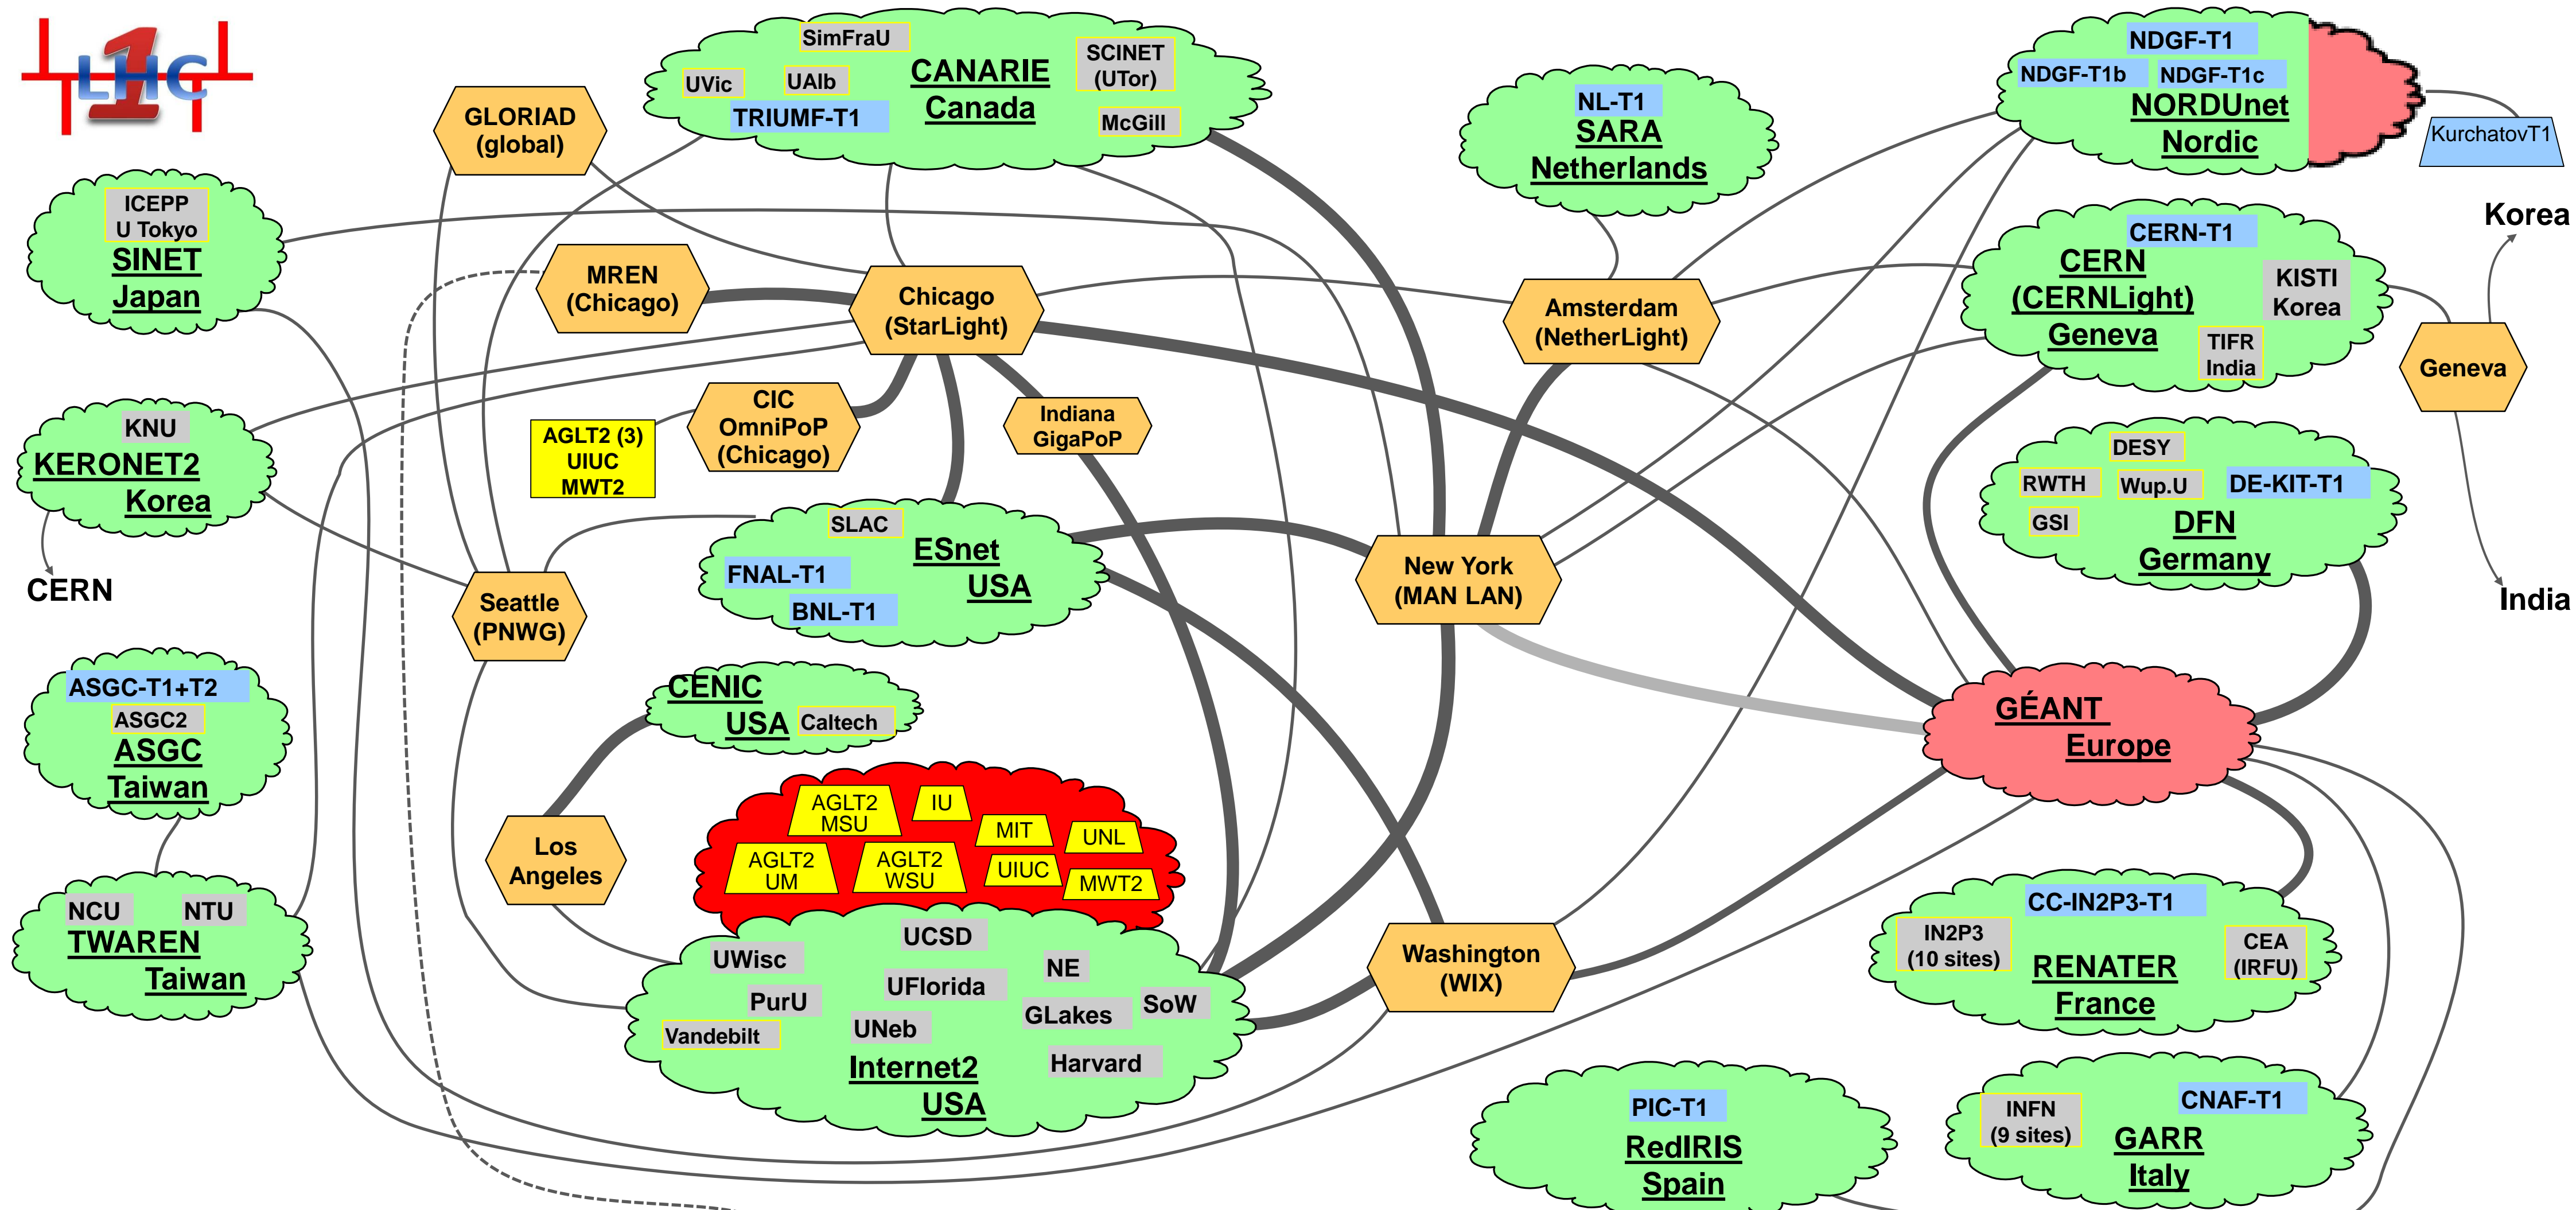 LHC
1
GLORIAD
(global)
SimFraU
UVic
UAlb
TRIUMF-T1
CANARIE
Canada
SCINET
(UTor)
McGill
NL-T1
SARA
Netherlands
NDGF-T1
NDGF-T1b
NDGF-T1c
NORDUnet
Nordic
KurchatovT1
ICEPP
U Tokyo
SINET
Japan
MREN
(Chicago)
Chicago
(StarLight)
Amsterdam
(NetherLight)
CERN-T1
CERN
(CERNLight)
Geneva
KISTI
Korea
TIFR
India
Korea
Geneva
India
KNU
KERONET2
Korea
CERN
AGLT2 (3)
UIUC
MWT2
CIC
OmniPoP
(Chicago)
Indiana
GigaPoP
DESY
RWTH
Wup.U
DE-KIT-T1
GSI
DFN
Germany
SLAC
ESnet
USA
FNAL-T1
BNL-T1
Seattle
(PNWG)
New York
(MAN LAN)
ASGC-T1+T2
ASGC2
ASGC
Taiwan
CENIC
USA
Caltech
GÉANT
Europe
Los
Angeles
AGLT2
MSU
IU
MIT
UNL
AGLT2
UM
AGLT2
WSU
UIUC
MWT2
NCU
NTU
TWAREN
Taiwan
UCSD
UWisc
NE
PurU
UFlorida
SoW
Vandebilt
UNeb
GLakes
Harvard
Internet2
USA
Washington
(WIX)
CC-IN2P3-T1
IN2P3
(10 sites)
CEA
(IRFU)
RENATER
France
PIC-T1
RedIRIS
Spain
INFN
(9 sites)
CNAF-T1
GARR
Italy